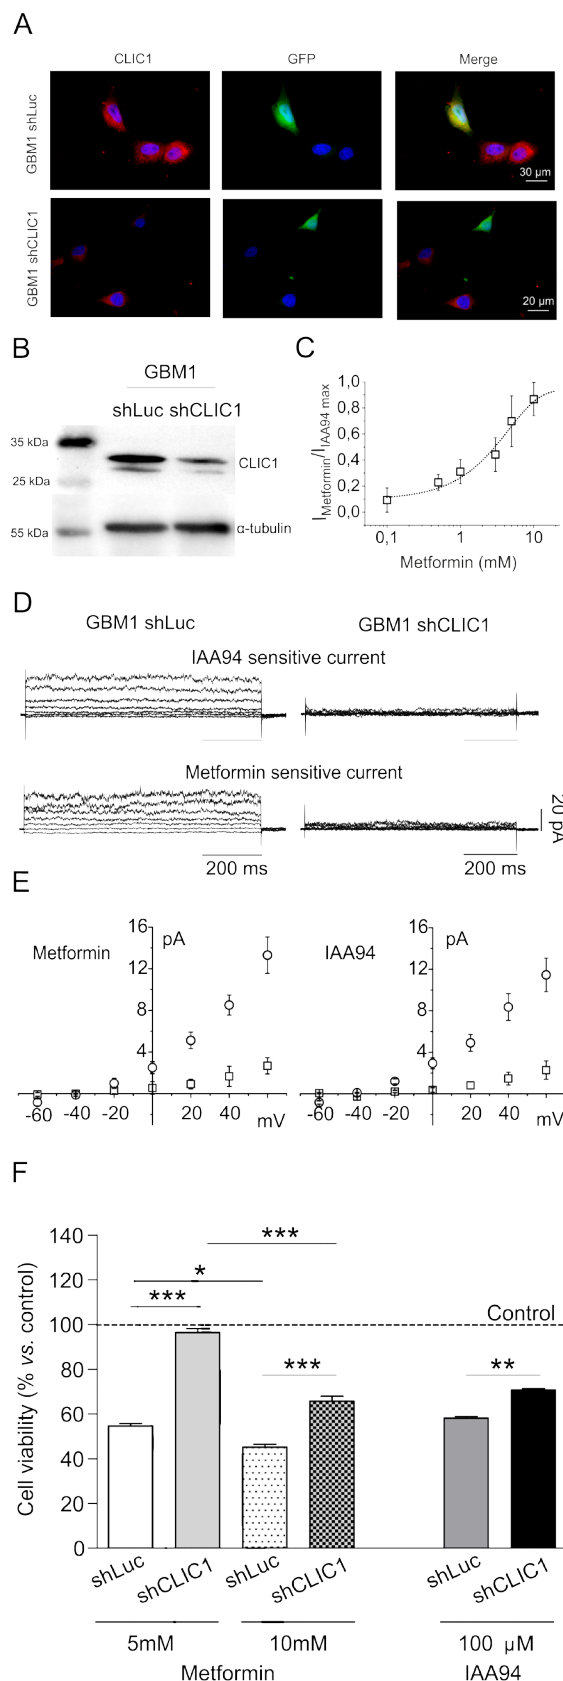 A
CLIC1 GFP Merge
GBM1 shLuc
30 µm
GBM1 shCLIC1
20 µm
B
GBM1
shLuc shCLIC1
35 kDa
CLIC1
25 kDa
55 kDa
α-tubulin
C
1,0
0,8
0,6
0,4
0,2
0,0
I Metformin/I IAA94 max
0,1 1 10
Metformin (mM)
D
GBM1 shLuc GBM1 shCLIC1
IAA94 sensitive current
Metformin sensitive current
20 pA
200 ms 200 ms
E
Metformin
pA
16
12
8
4
-60 -40 -20 20 40
mV
IAA94
pA
16
12
8
4
-60 -40 -20 20 40
mV
F
Cell viability (% vs. control)
140
120
100
80
60
40
20
0
***
*
***
***
**
Control
shLuc shCLIC1 shLuc shCLIC1 shLuc shCLIC1
5mM 10mM 100 µM
Metformin IAA94